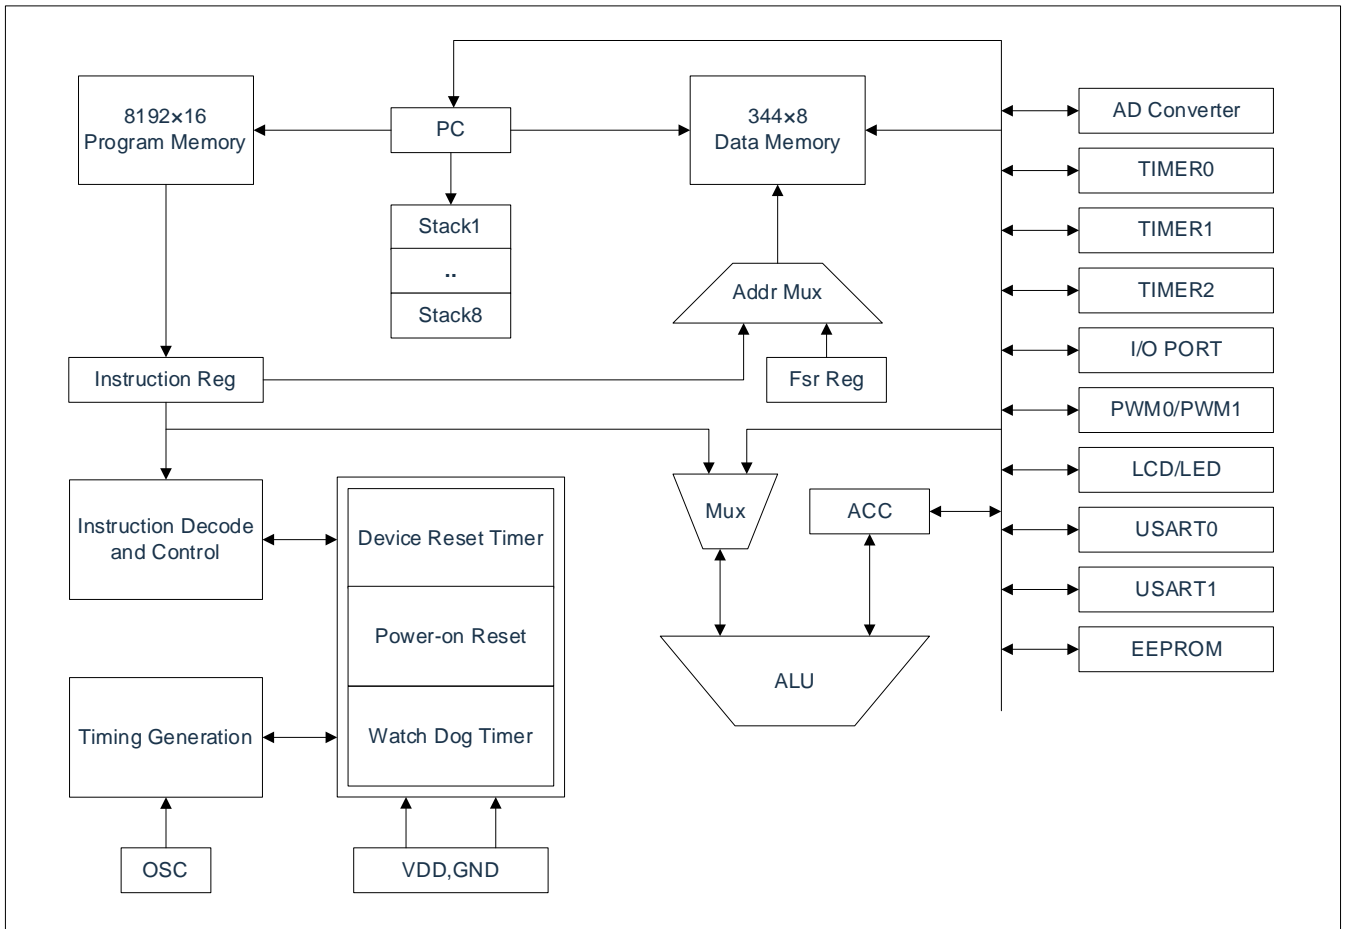 8192×16
Program Memory
PC
344×8
Data Memory
AD Converter
TIMER0
Stack1
TIMER1
..
Addr Mux
TIMER2
Stack8
I/O PORT
Instruction Reg
Fsr Reg
PWM0/PWM1
LCD/LED
Mux
ACC
Instruction Decode
and Control
Device Reset Timer
USART0
USART1
Power-on Reset
EEPROM
ALU
Timing Generation
Watch Dog Timer
OSC
VDD,GND